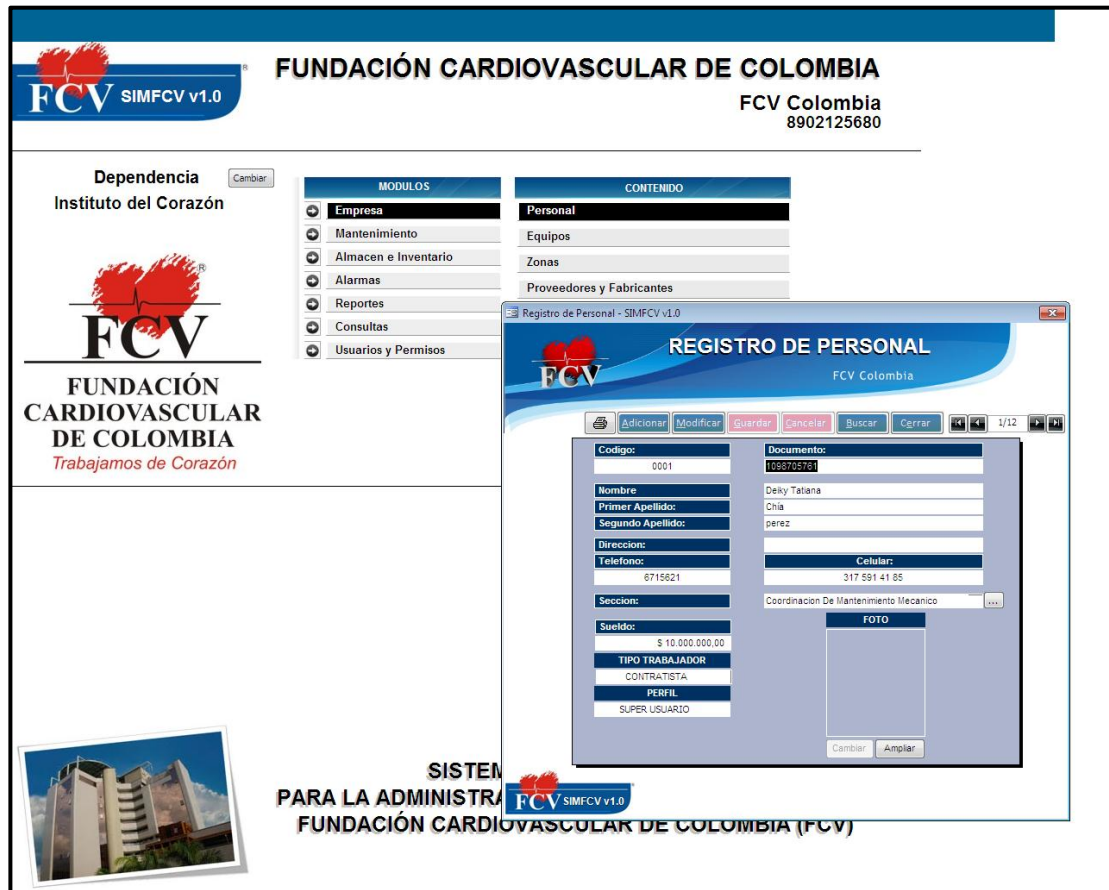 FCV SIMFCV v1.0
®
FUNDACIÓN CARDIOVASCULAR DE COLOMBIA
FCV Colombia
8902125680
Dependencia
Cambiar
Instituto del Corazón
®
FCV
FUNDACIÓN
CARDIOVASCULAR
DE COLOMBIA
Trabajamos de Corazón
MODULOS
Empresa
Mantenimiento
Almacen e Inventario
Alarmas
Reportes
Consultas
Usuarios y Permisos
CONTENIDO
Personal
Equipos
Zonas
Proveedores y Fabricantes
Registro de Personal - SIMFCV v1.0
FCV
REGISTRO DE PERSONAL
FCV Colombia
Adicionar Modificar Guardar Cancelar Buscar Cerrar 1/12
Codigo: Documento:
0001 1098705761
Nombre Deiky Tatiana
Primer Apellido: Chia
Segundo Apellido: perez
Direccion:
Telefono: Celular:
6715621 317 591 41 85
Seccion: Coordinacion De Mantenimiento Mecanico ...
Sueldo: FOTO
$ 10.000.000,00
TIPO TRABAJADOR
CONTRATISTA
PERFIL
SUPER USUARIO
Cambiar Ampliar
FCV SIMFCV v1.0
SISTEM
PARA LA ADMINISTRA
FUNDACIÓN CARDIOVASCULAR DE COLOMBIA (FCV)